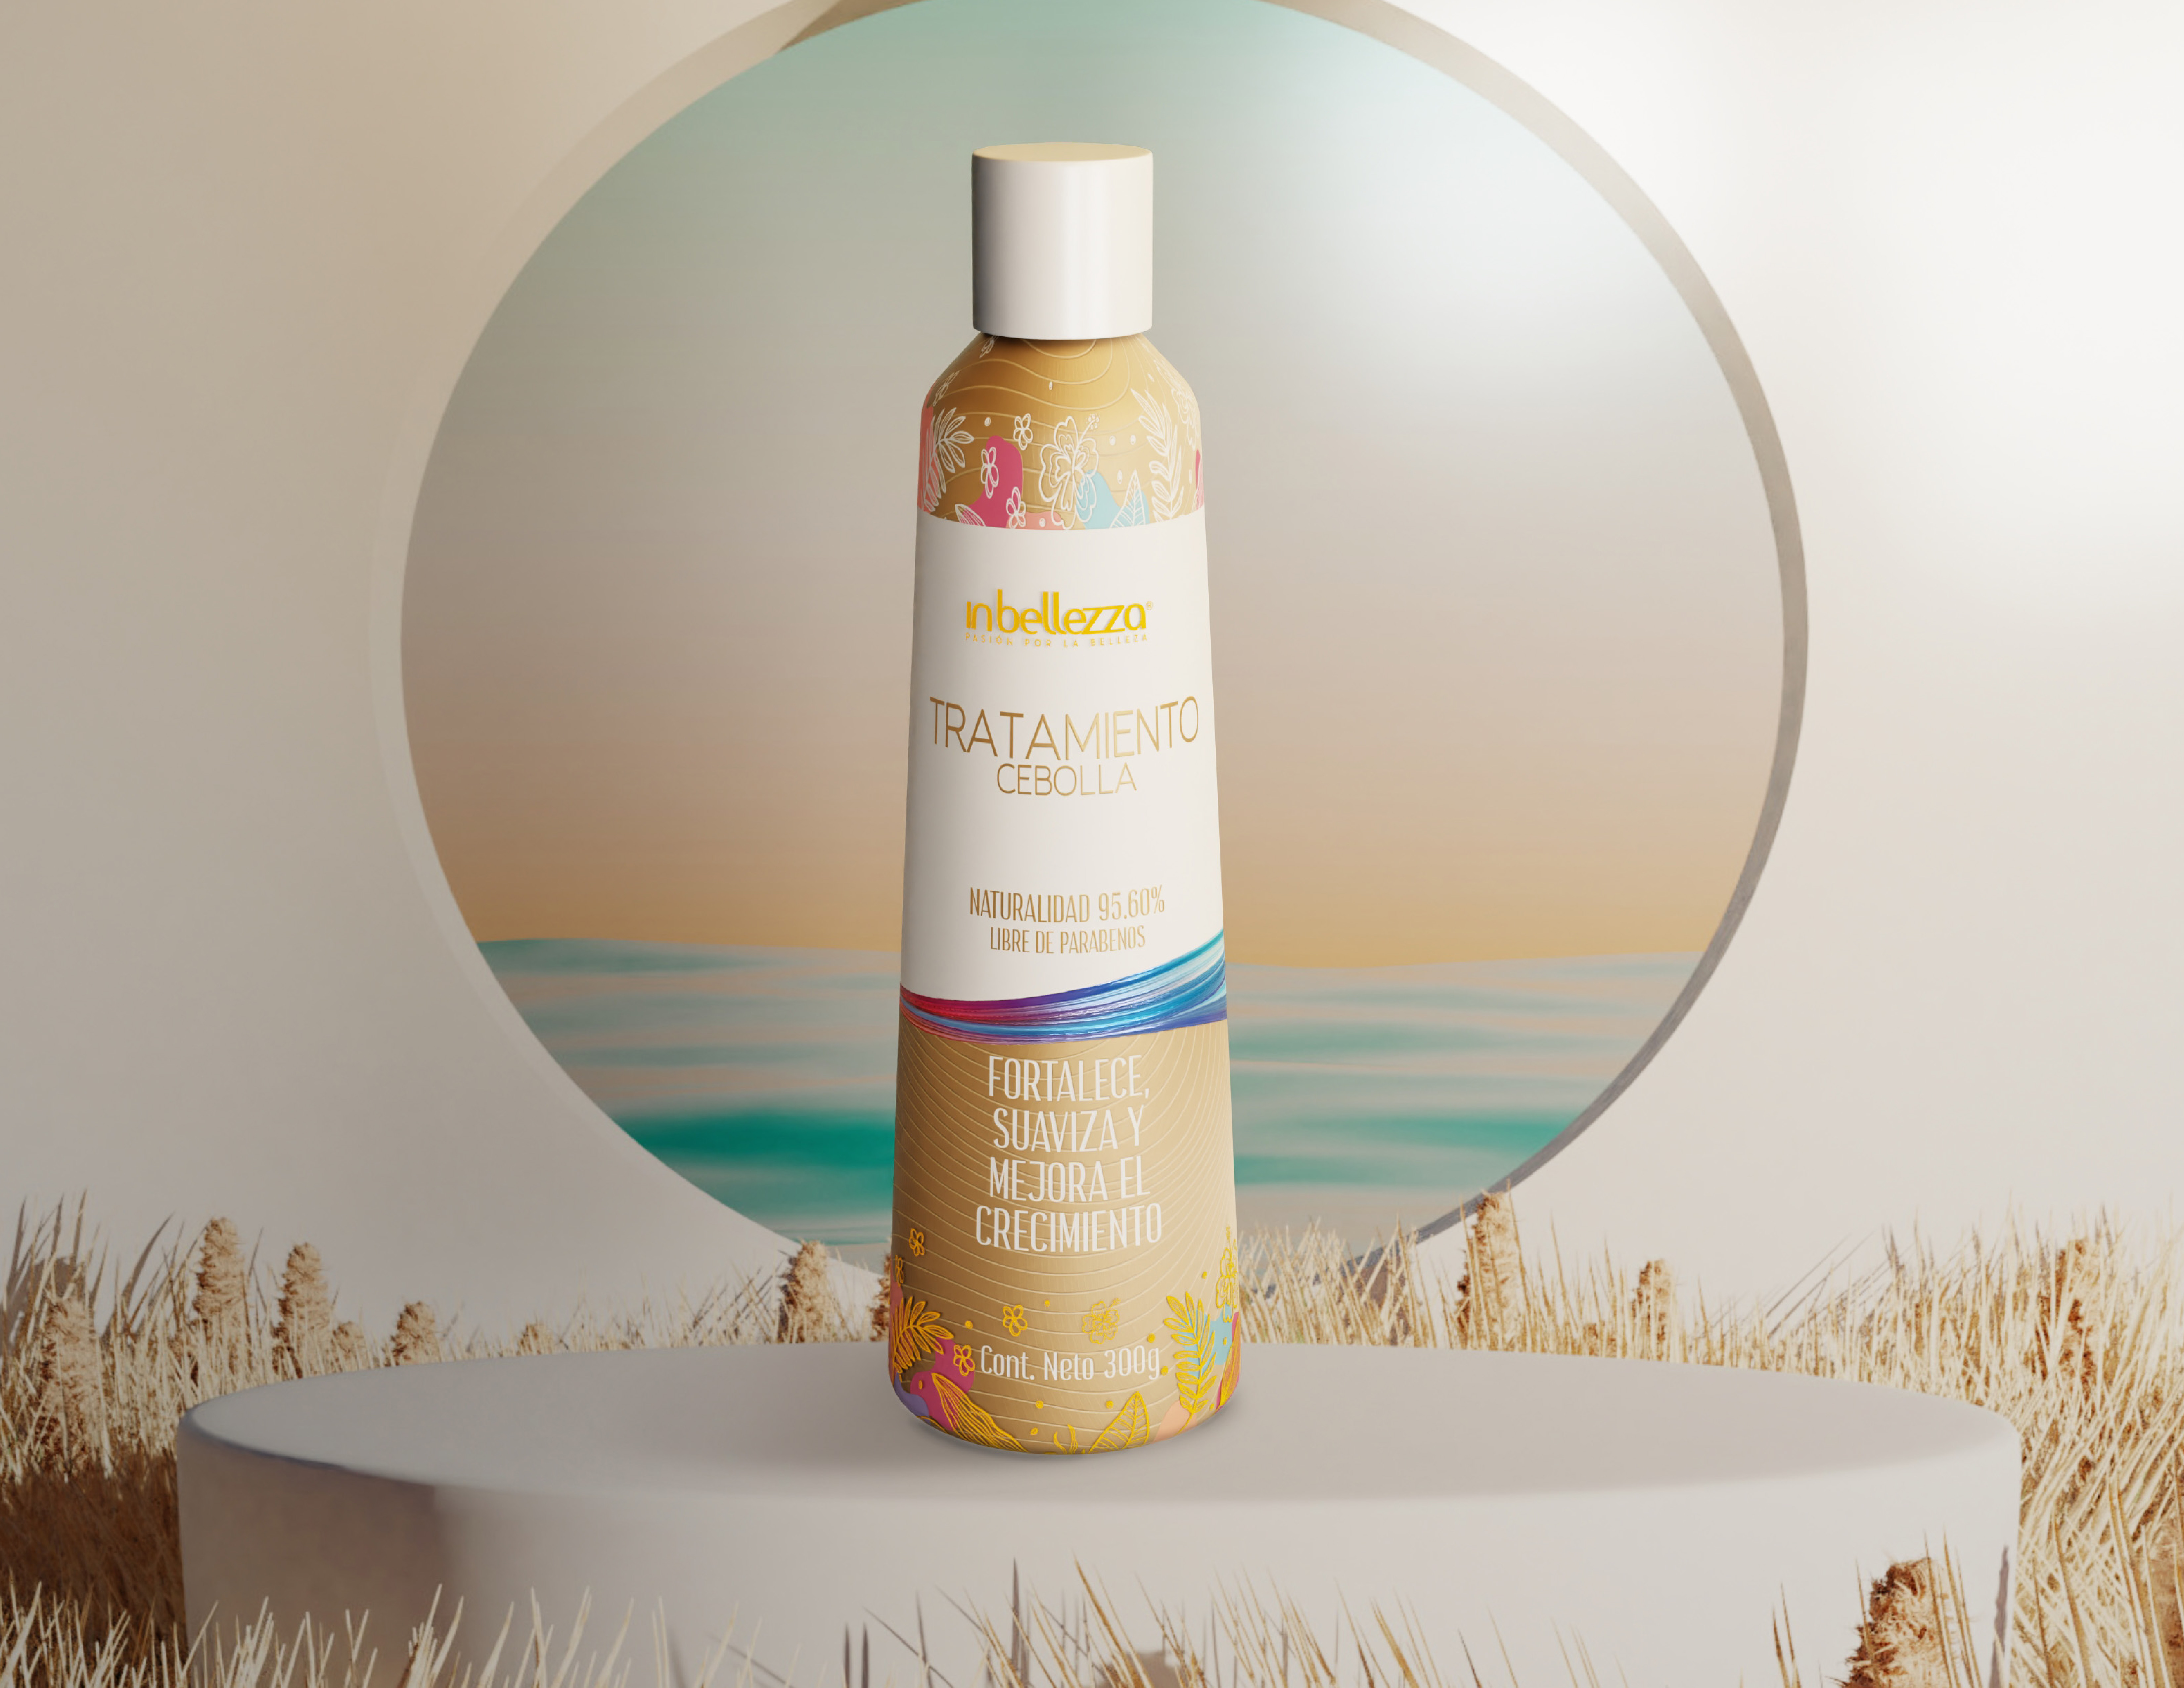 inbellezza®
PASIÓN POR LA BELLEZA
TRATAMIENTO
CEBOLLA
NATURALIDAD 95.60%
LIBRE DE PARABENOS
FORTALECE,
SUAVIZA Y
MEJORA EL
CRECIMIENTO
Cont. Neto 300g